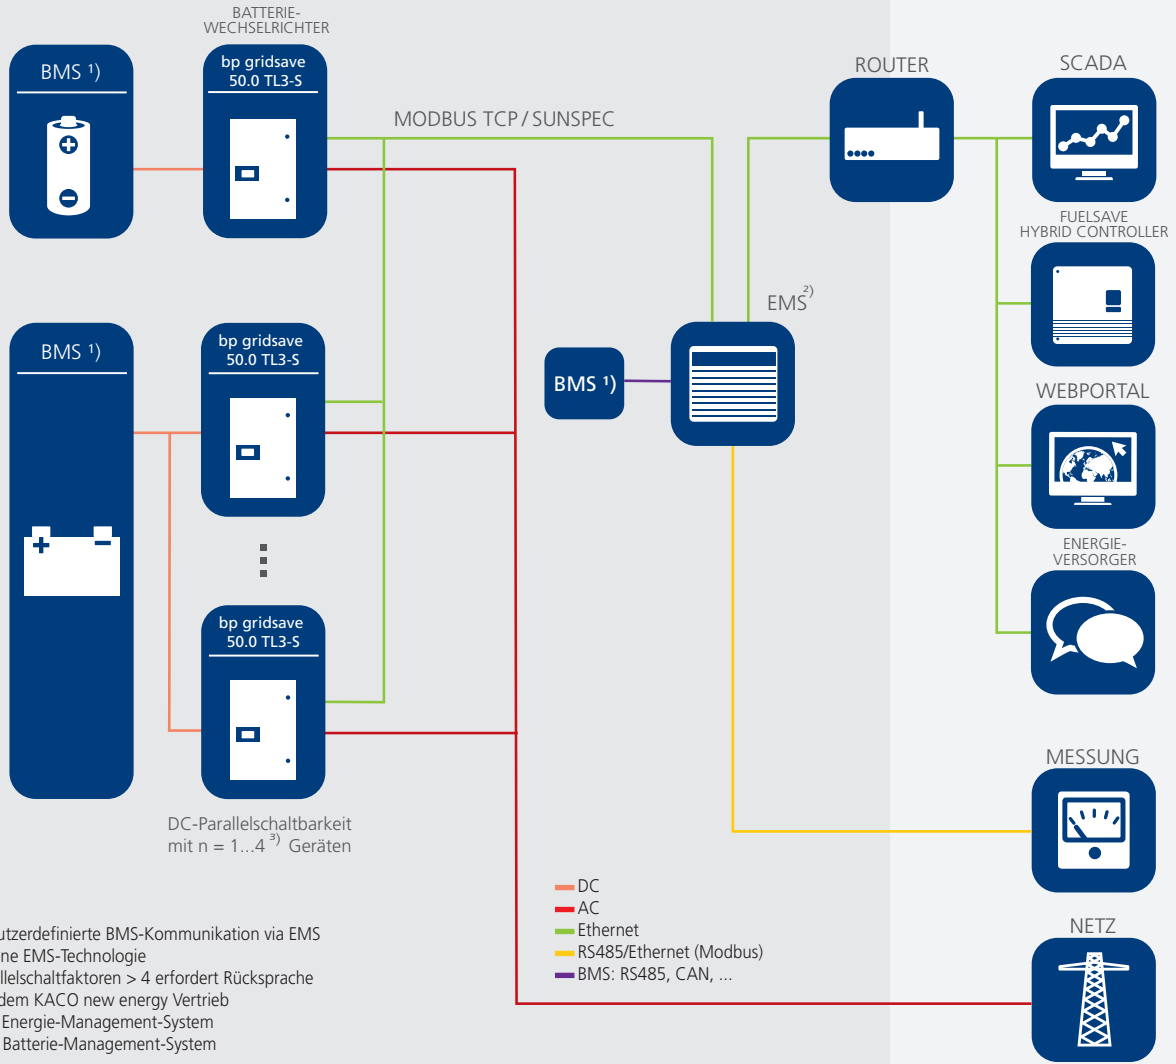 BATTERIE-
WECHSELRICHTER
BMS ¹)
bp gridsave
50.0 TL3-S
MODBUS TCP / SUNSPEC
ROUTER
SCADA
FUELSAVE
HYBRID CONTROLLER
EMS²)
BMS ¹)
bp gridsave
50.0 TL3-S
BMS ¹)
WEBPORTAL
ENERGIE-
VERSORGER
bp gridsave
50.0 TL3-S
MESSUNG
DC-Parallelschaltbarkeit
mit n = 1...4 ³) Geräten
DC
AC
Ethernet
RS485/Ethernet (Modbus)
BMS: RS485, CAN, ...
NETZ
utzerdefinierte BMS-Kommunikation via EMS
ne EMS-Technologie
llelschaltfaktoren > 4 erfordert Rücksprache
dem KACO new energy Vertrieb
Energie-Management-System
Batterie-Management-System